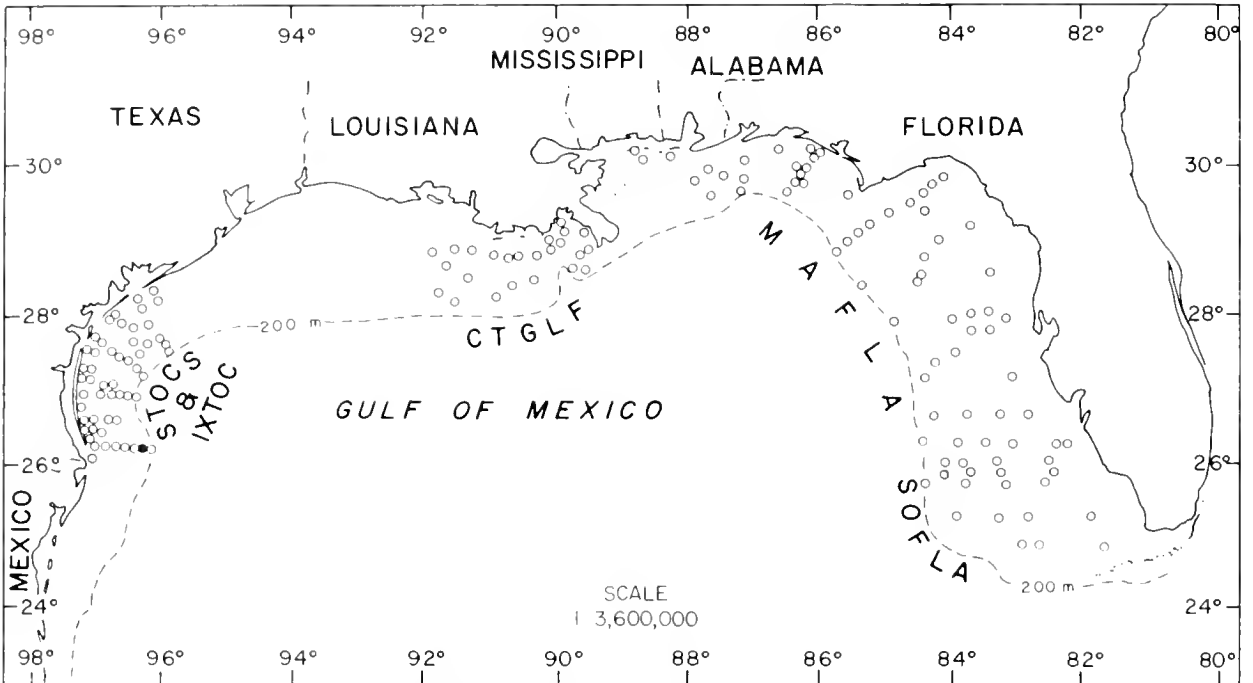 98° 96° 94° 92° 90° 88° 86° 84° 82° 80°
MISSISSIPPI
ALABAMA
TEXAS
LOUISIANA
FLORIDA
30° 30°
MAFLA
28° 28°
200 m
CTGLF
STOCS
&
IXTOC
GULF OF MEXICO
26° 26°
SOFLA
MEXICO
200 m
SCALE
1 3,600,000
24° 24°
98° 96° 94° 92° 90° 88° 86° 84° 82° 80°